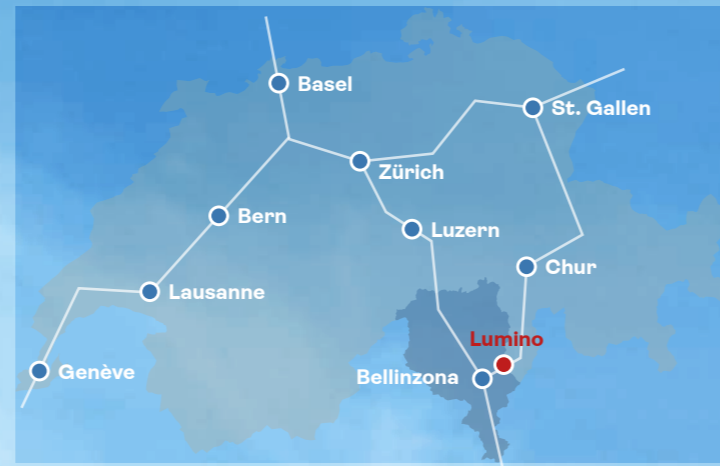 Basel
St. Gallen
Zürich
Bern
Luzern
Chur
Lausanne
Lumino
Genève
Bellinzona